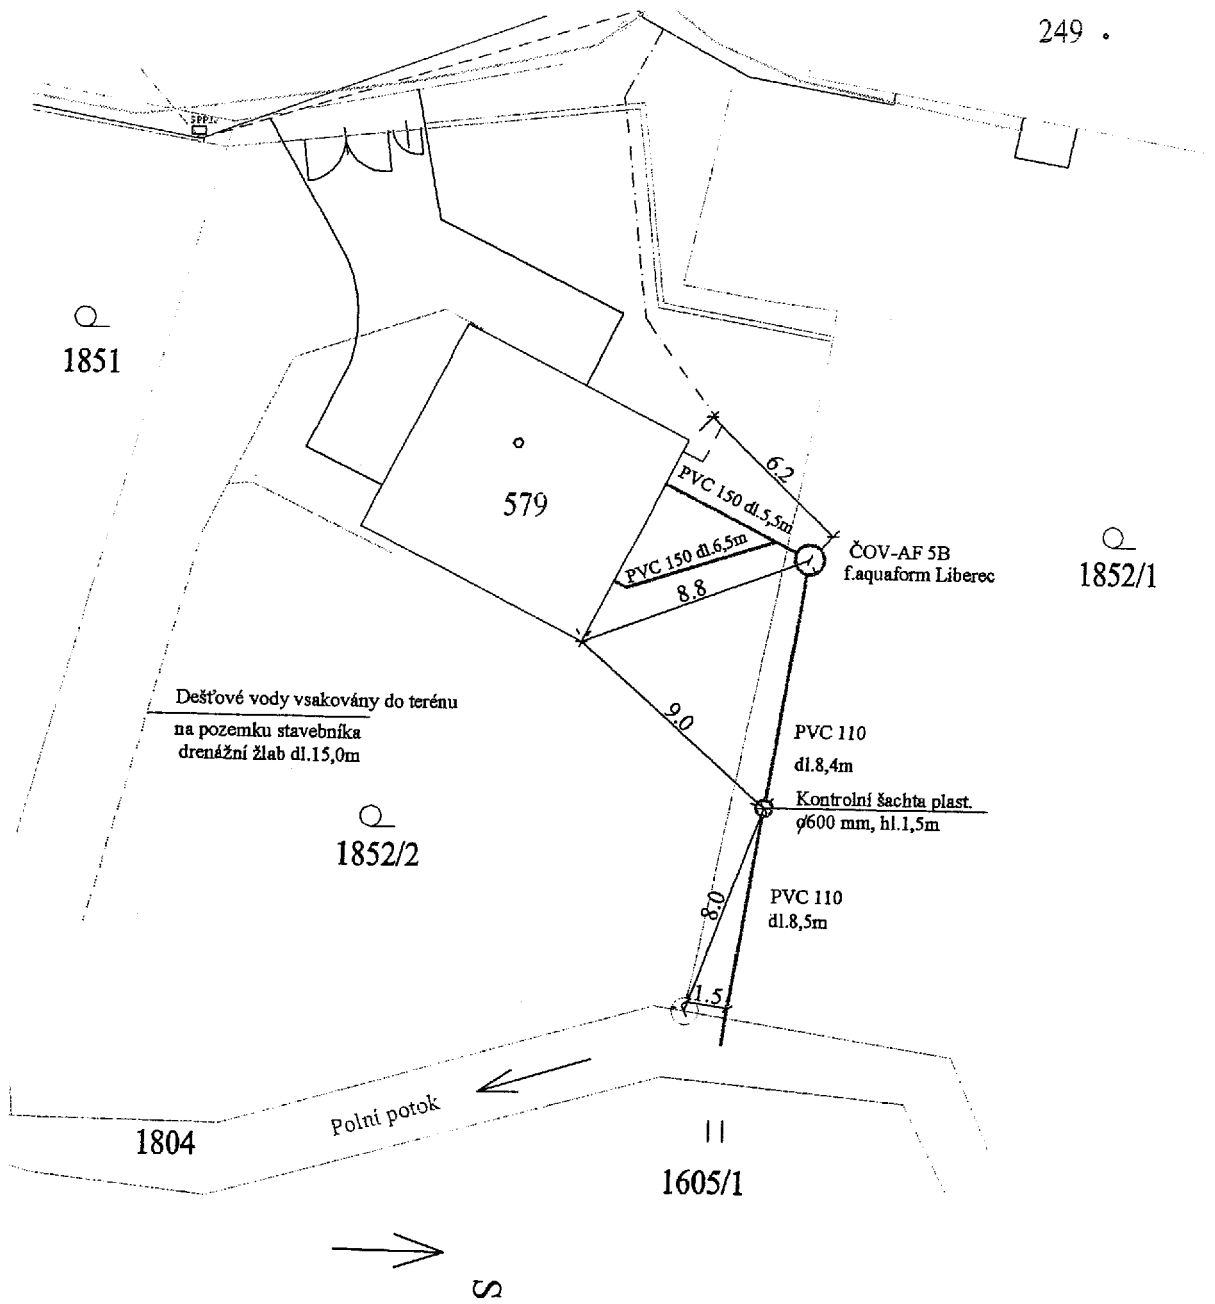 249
SPPL
1851
579
6.2
PVC 150 dl.5,5m
PVC 150 dl.6,5m
8.8
ČOV-AF 5B
f.aquaform Liberec
1852/1
Dešťové vody vsakovány do terénu
na pozemku stavebníka
drenážní žlab dl.15,0m
9.0
PVC 110
dl.8,4m
Kontrolní šachta plast.
ø600 mm, hl.1,5m
1852/2
8.0
PVC 110
dl.8,5m
1.5
Polní potok
1804
1605/1
S